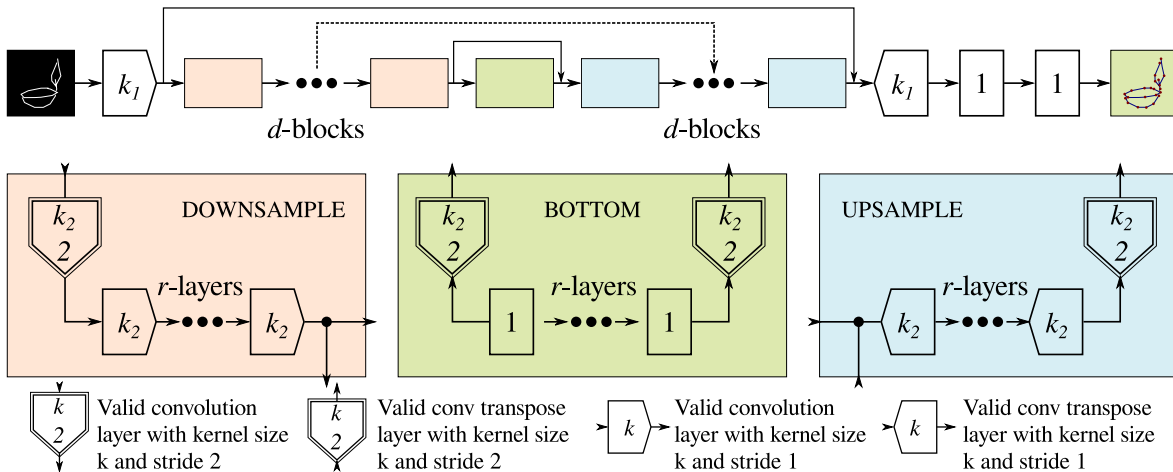 k1 k1 1 1
d-blocks d-blocks
k2 2 DOWNSAMPLE k2 2 BOTTOM k2 2 UPSAMPLE k2 2
r-layers r-layers r-layers
k2 k2 1 1 k2 k2
k 2 Valid convolution layer with kernel size k and stride 2
k 2 Valid conv transpose layer with kernel size k and stride 2
k Valid convolution layer with kernel size k and stride 1
k Valid conv transpose layer with kernel size k and stride 1